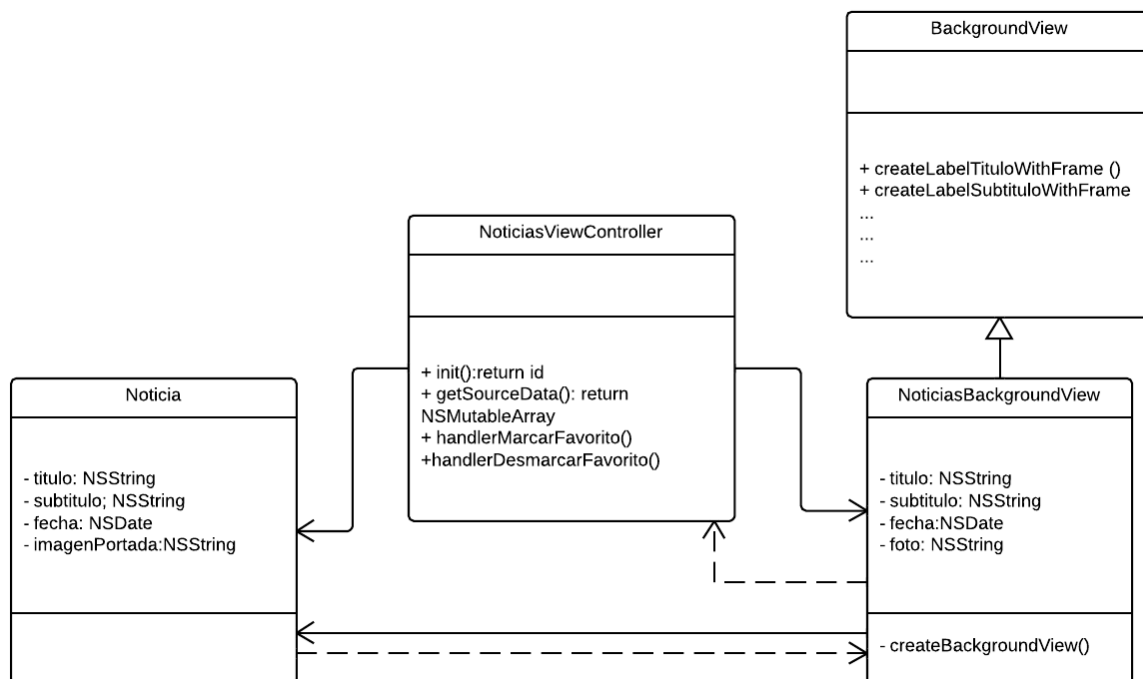 BackgroundView
+ createLabelTituloWithFrame ()
+ createLabelSubtituloWithFrame
...
...
...
NoticiasViewController
+ init():return id
+ getSourceData(): return
NSMutableArray
+ handlerMarcarFavorito()
+handlerDesmarcarFavorito()
Noticia
- titulo: NSString
- subtitulo; NSString
- fecha: NSDate
- imagenPortada:NSString
NoticiasBackgroundView
- titulo: NSString
- subtitulo: NSString
- fecha:NSDate
- foto: NSString
- createBackgroundView()